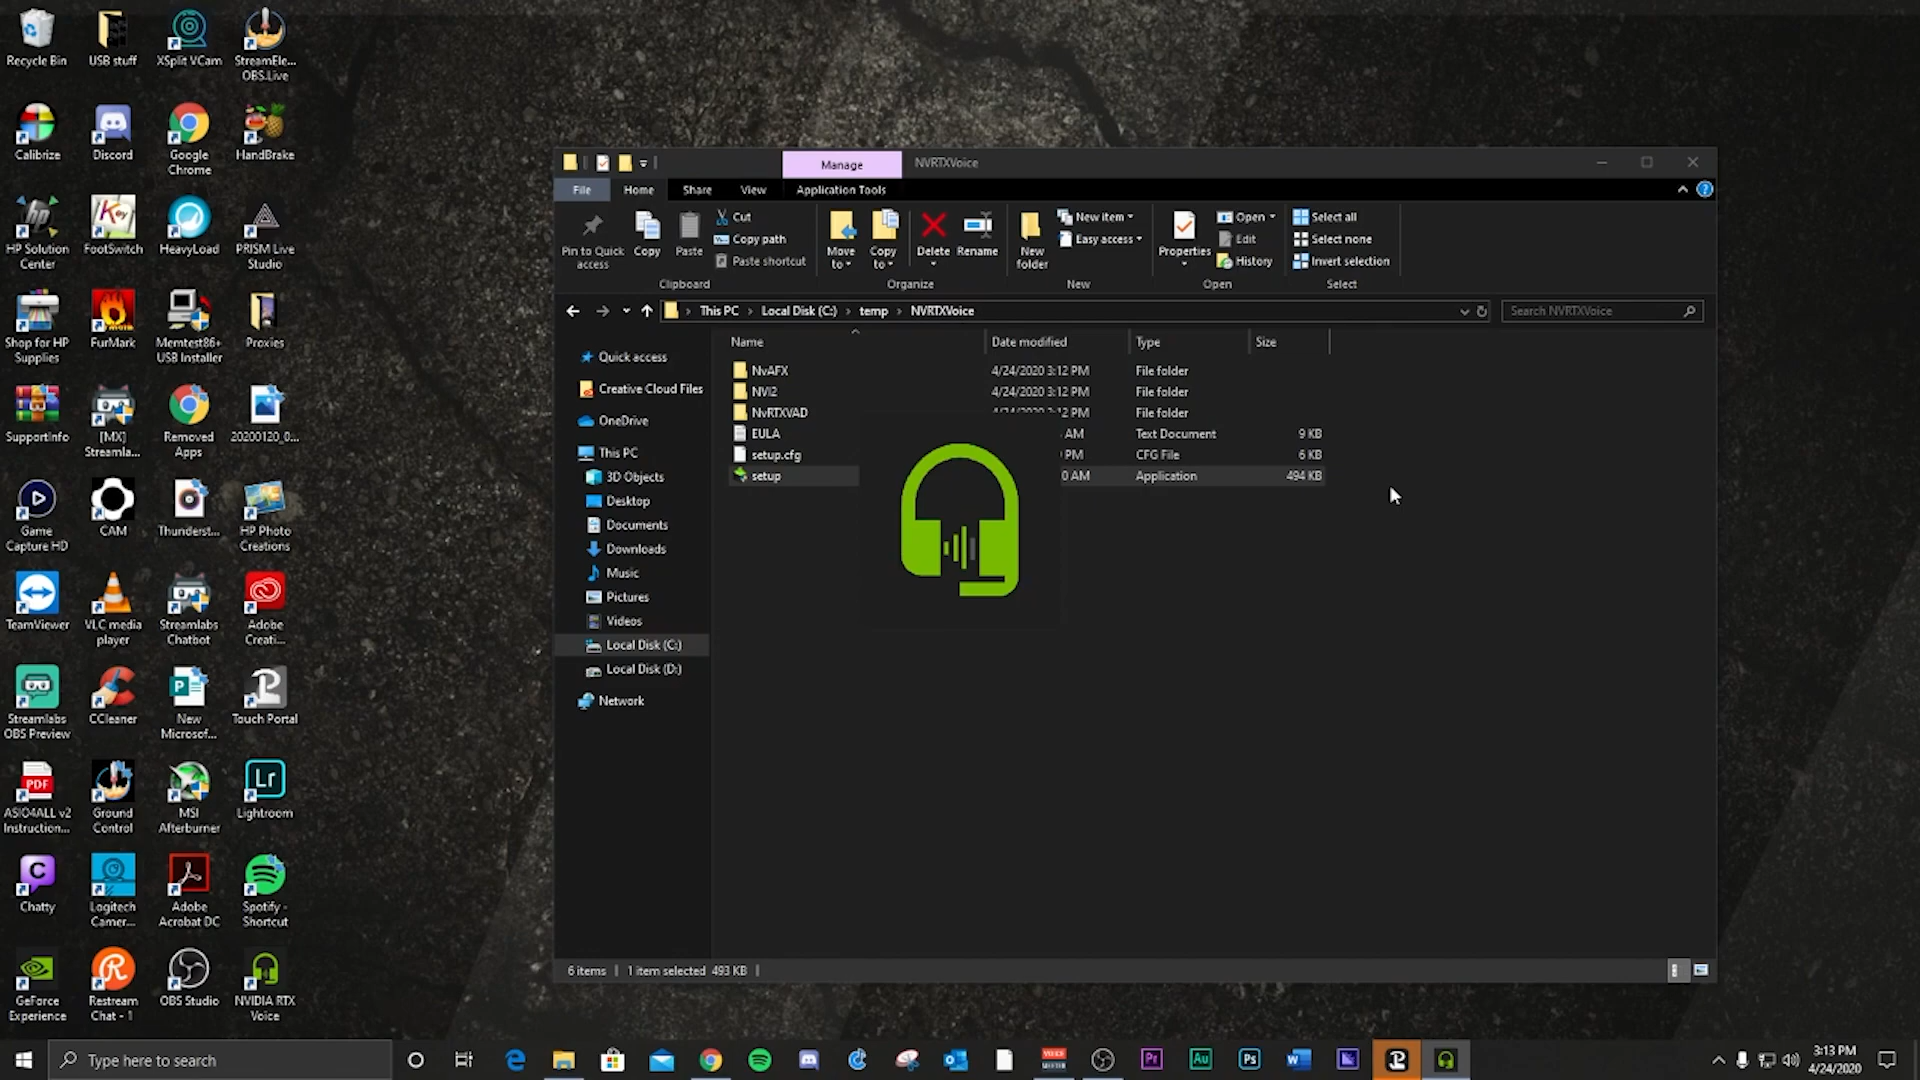 Recycle Bin
USB stuff
XSplit VCam
StreamEle...
OBS.Live
Calibrize
Discord
Google
Chrome
HandBrake
HP Solution
Center
FootSwitch
HeavyLoad
PRISM Live
Studio
Shop for HP
Supplies
FurMark
Memtest86+
USB Installer
Proxies
SupportInfo
[MX]
Streamla...
Removed
Apps
20200120_0...
Game
Capture HD
CAM
Thunderst...
HP Photo
Creations
TeamViewer
VLC media
player
Streamlabs
Chatbot
Adobe
Creati...
Streamlabs
OBS Preview
CCleaner
New
Microsof...
Touch Portal
ASIO4ALL v2
Instruction...
Ground
Control
MSI
Afterburner
Lightroom
Chatty
Logitech
Camer...
Adobe
Acrobat DC
Spotify -
Shortcut
GeForce
Experience
Restream
Chat - 1
OBS Studio
NVIDIA RTX
Voice
Manage
NVRTXVoice
File
Home
Share
View
Application Tools
Pin to Quick
access
Copy
Paste
Cut
Copy path
Paste shortcut
Clipboard
Move
to
Copy
to
Delete
Rename
Organize
New
folder
New item
Easy access
New
Properties
Open
Edit
History
Open
Select all
Select none
Invert selection
Select
This PC > Local Disk (C:) > temp > NVRTXVoice
Search NVRTXVoice
Quick access
Creative Cloud Files
OneDrive
This PC
3D Objects
Desktop
Documents
Downloads
Music
Pictures
Videos
Local Disk (C:)
Local Disk (D:)
Network
Name Date modified Type Size
NvAFX 4/24/2020 3:12 PM File folder
NVI2 4/24/2020 3:12 PM File folder
NvRTXVAD 4/24/2020 3:12 PM File folder
EULA AM Text Document 9 KB
setup.cfg PM CFG File 6 KB
setup 0 AM Application 494 KB
6 items 1 item selected 493 KB
Type here to search
3:13 PM
4/24/2020